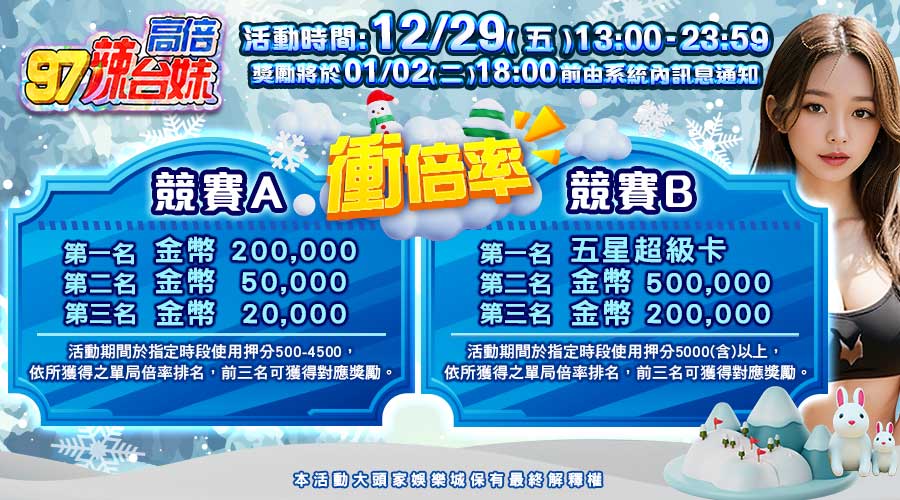 高倍
97辣台妹
活動時間:12/29(五)13:00-23:59
獎勵將於01/02(二)18:00前由系統內訊息通知
衝倍率
競賽A
第一名 金幣 200,000
第二名 金幣 50,000
第三名 金幣 20,000
活動期間於指定時段使用押分500-4500，
依所獲得之單局倍率排名，前三名可獲得對應獎勵。
競賽B
第一名 五星超級卡
第二名 金幣 500,000
第三名 金幣 200,000
活動期間於指定時段使用押分5000(含)以上，
依所獲得之單局倍率排名，前三名可獲得對應獎勵。
本活動大頭家娛樂城保有最終解釋權